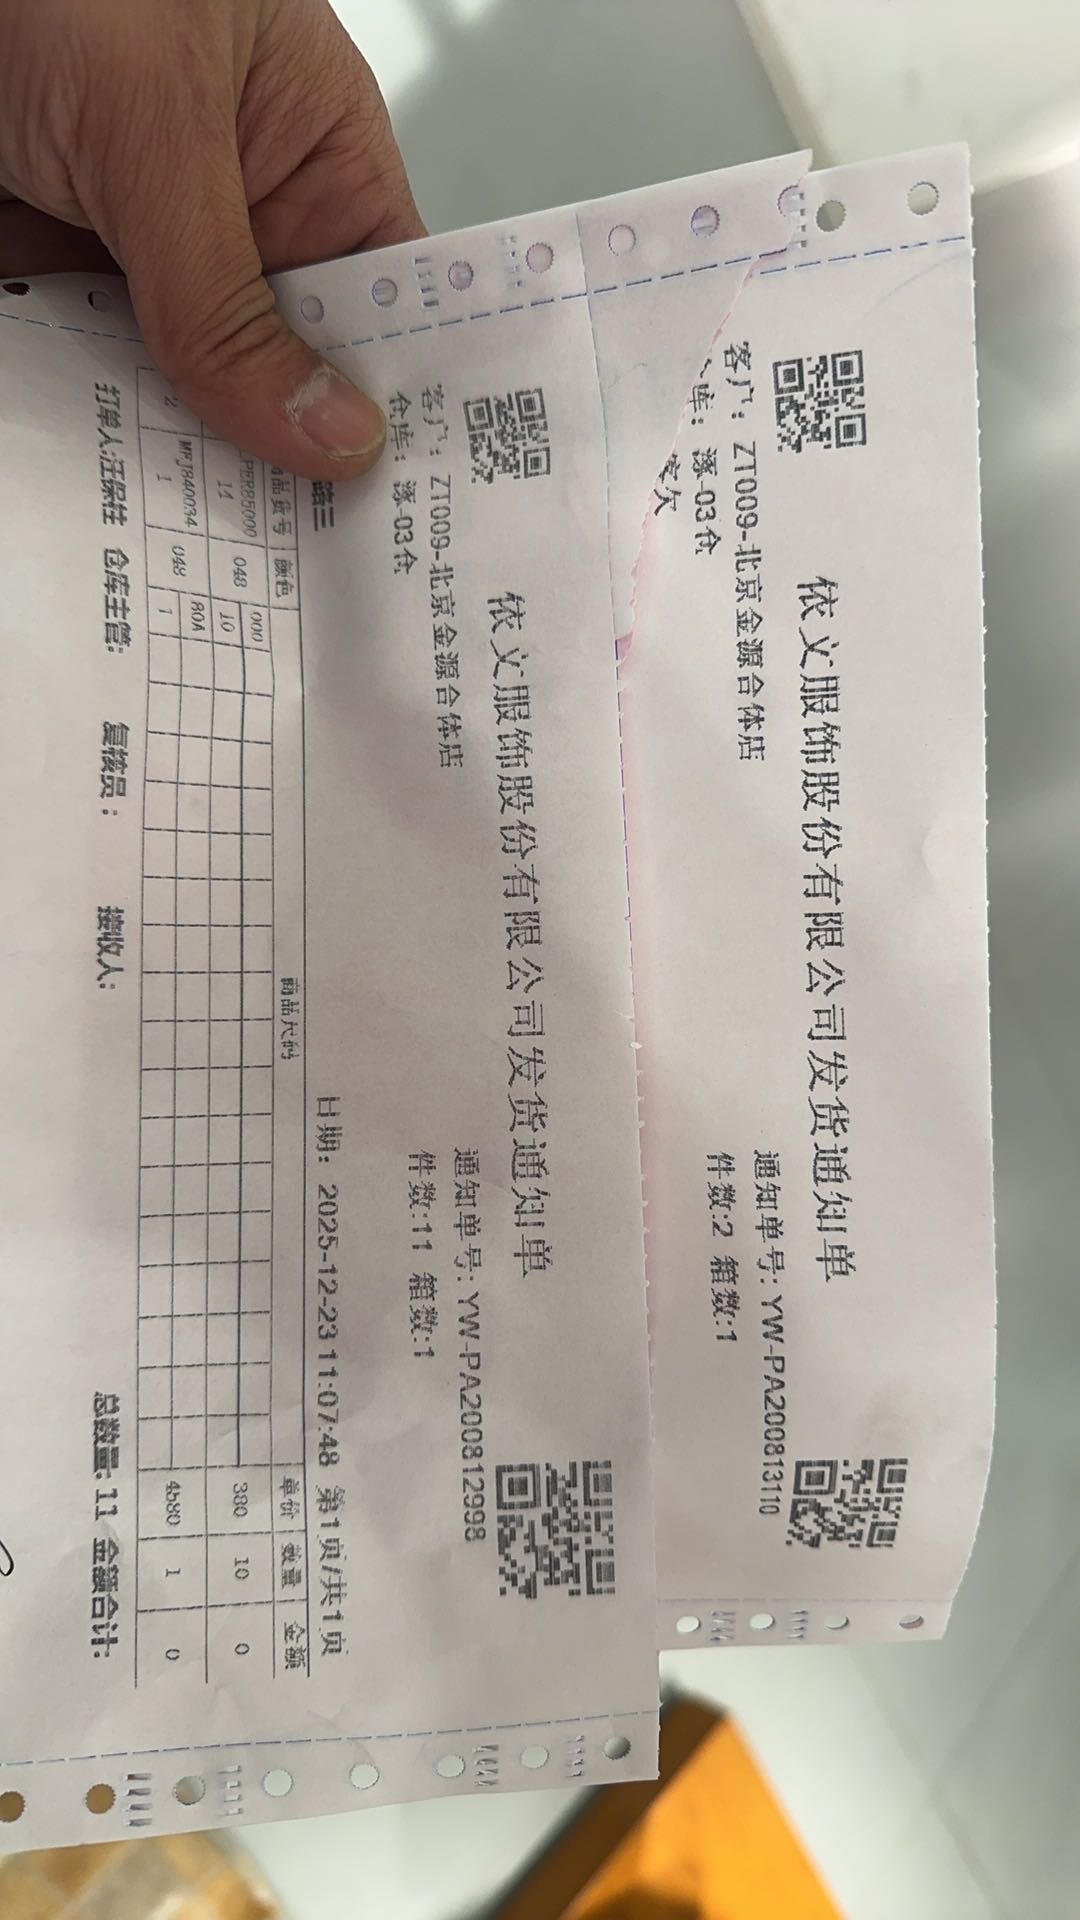 依文服饰股份有限公司发货通知单
客户：ZT009-北京金源合体店
通知单号：YW-PA200813110
库：涿-03仓
件数:2 箱数:1
依文服饰股份有限公司发货通知单
客户：ZT009-北京金源合体店
通知单号：YW-PA200812998
仓库：涿-03仓
件数:11 箱数:1
路三
日期：2025-12-23 11:07:48 第1页/共1页
品货号 颜色 商品尺码 单价 数量 金额
PER85000 14 048 000 10 380 10 0
2 MFJ840034 1 048 80A 1 4580 1 0
打单人:汪保柱 仓库主管: 复核员： 接收人: 总数量: 11 金额合计: